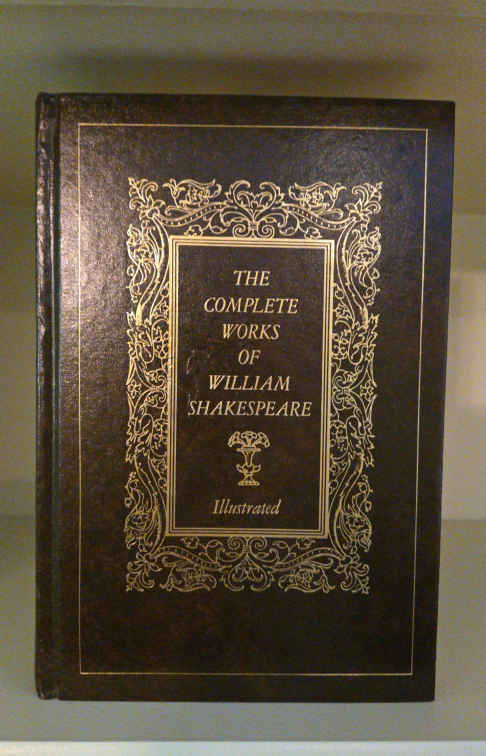 THE
COMPLETE
WORKS
OF
WILLIAM
SHAKESPEARE
Illustrated